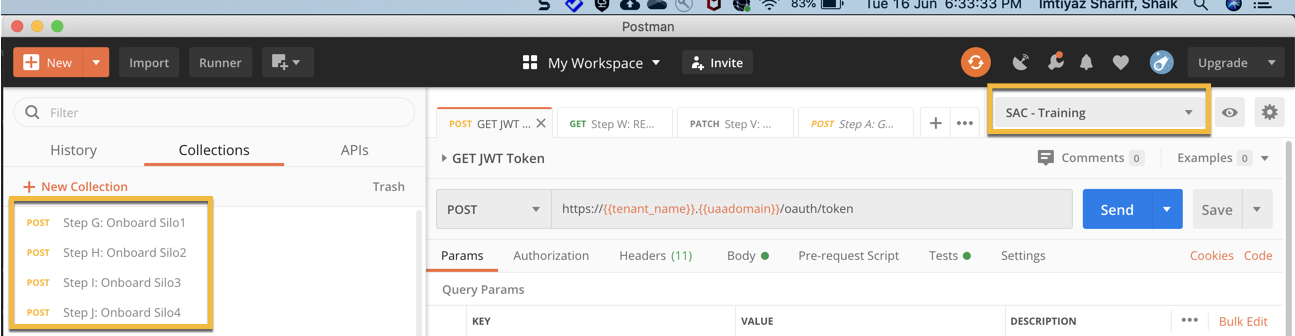 83% Tue 16 Jun 6:33:33 PM Imtiyaz Shariff, Shaik
Postman
New Import Runner My Workspace Invite Upgrade
Filter
SAC - Training
POST GET JWT ... GET Step W: RE... PATCH Step V: ... POST Step A: G...
History Collections APIs
GET JWT Token Comments 0 Examples 0
+ New Collection Trash
POST https://{{tenant_name}}.{{uaadomain}}/oauth/token Send Save
POST Step G: Onboard Silo1
POST Step H: Onboard Silo2
POST Step I: Onboard Silo3
POST Step J: Onboard Silo4
Params Authorization Headers (11) Body Pre-request Script Tests Settings Cookies Code
Query Params
KEY VALUE DESCRIPTION ••• Bulk Edit